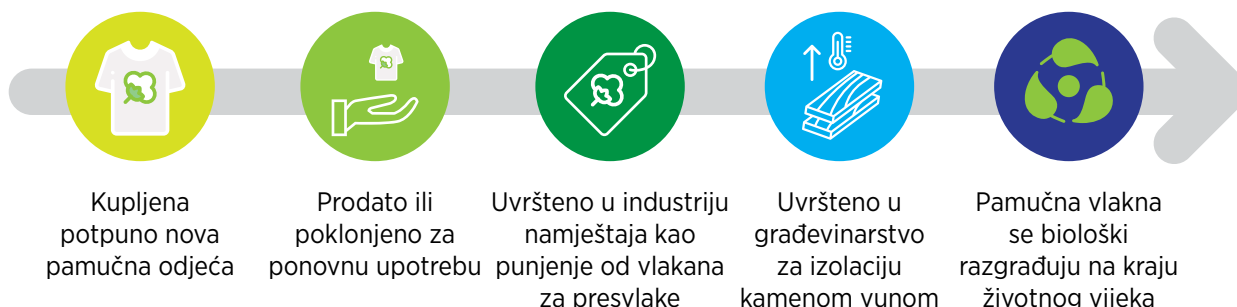 Kupljena
potpuno nova
pamučna odjeća
Prodato ili
poklonjeno za
ponovnu upotrebu
Uvršteno u industriju
namještaja kao
punjenje od vlakana
za presvlake
Uvršteno u
građevinarstvo
za izolaciju
kamenom vunom
Pamučna vlakna
se biološki
razgrađuju na kraju
životnog vijeka